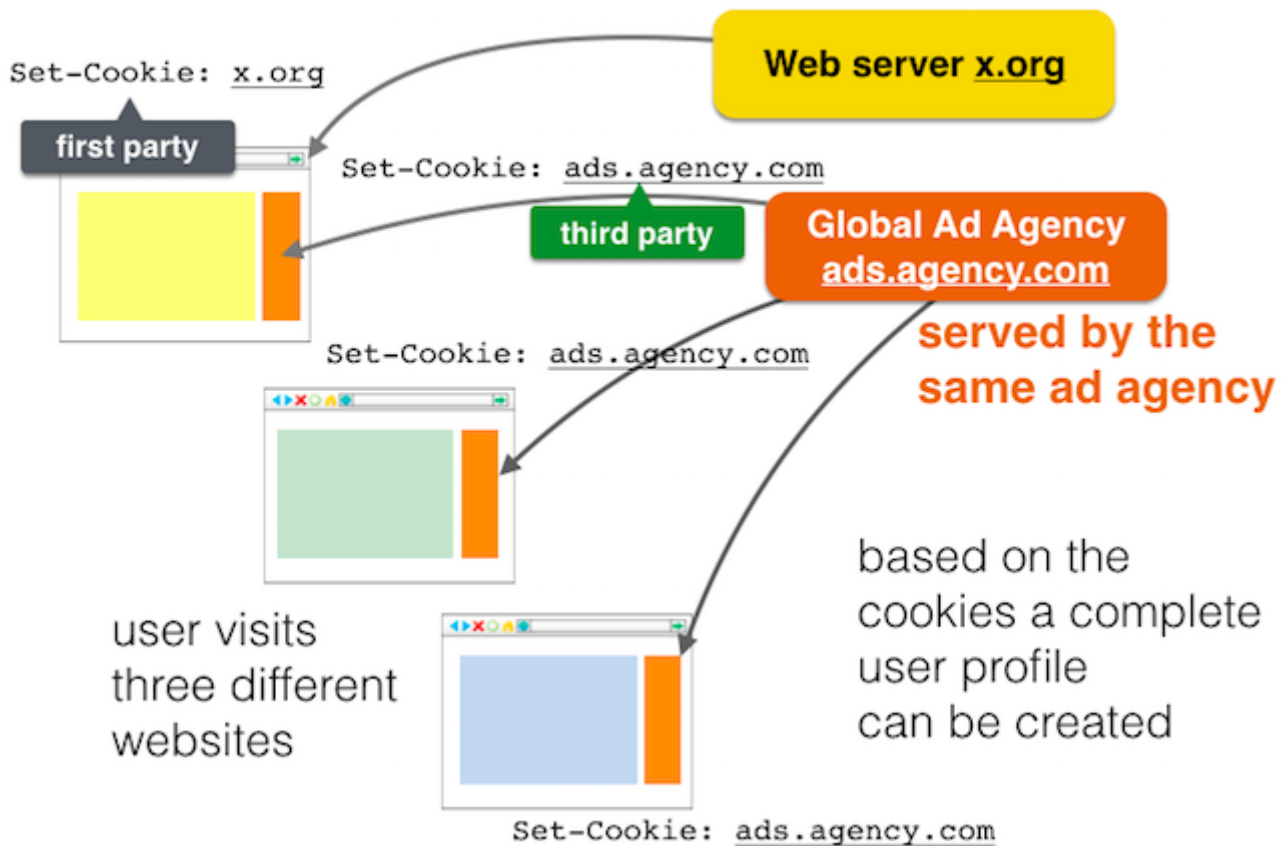 Set-Cookie: x.org
Web server x.org
first party
Set-Cookie: ads.agency.com
third party
Global Ad Agency
ads.agency.com
served by the
same ad agency
Set-Cookie: ads.agency.com
user visits
three different
websites
based on the
cookies a complete
user profile
can be created
Set-Cookie: ads.agency.com